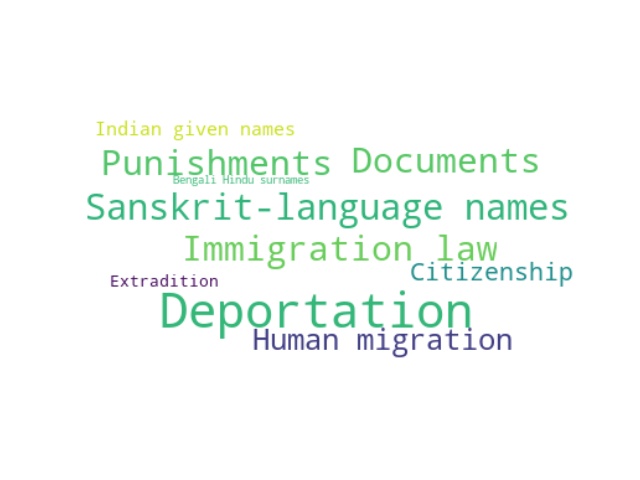 Indian given names
Punishments
Documents
Bengali Hindu surnames
Sanskrit-language names
Immigration law
Citizenship
Extradition
Deportation
Human migration